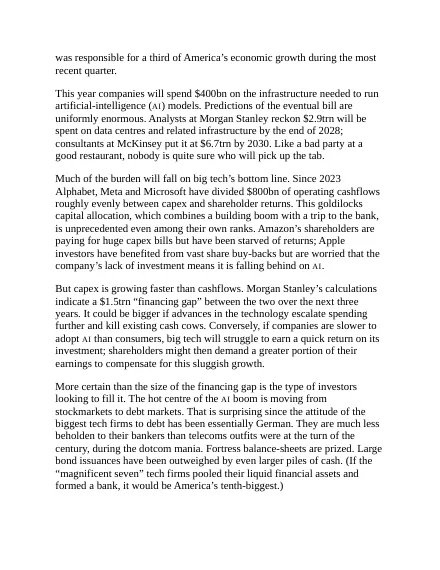 was responsible for a third of America’s economic growth during the most
recent quarter.
This year companies will spend $400bn on the infrastructure needed to run
artificial-intelligence (AI) models. Predictions of the eventual bill are
uniformly enormous. Analysts at Morgan Stanley reckon $2.9trn will be
spent on data centres and related infrastructure by the end of 2028;
consultants at McKinsey put it at $6.7trn by 2030. Like a bad party at a
good restaurant, nobody is quite sure who will pick up the tab.
Much of the burden will fall on big tech’s bottom line. Since 2023
Alphabet, Meta and Microsoft have divided $800bn of operating cashflows
roughly evenly between capex and shareholder returns. This goldilocks
capital allocation, which combines a building boom with a trip to the bank,
is unprecedented even among their own ranks. Amazon’s shareholders are
paying for huge capex bills but have been starved of returns; Apple
investors have benefited from vast share buy-backs but are worried that the
company’s lack of investment means it is falling behind on AI.
But capex is growing faster than cashflows. Morgan Stanley’s calculations
indicate a $1.5trn “financing gap” between the two over the next three
years. It could be bigger if advances in the technology escalate spending
further and kill existing cash cows. Conversely, if companies are slower to
adopt AI than consumers, big tech will struggle to earn a quick return on its
investment; shareholders might then demand a greater portion of their
earnings to compensate for this sluggish growth.
More certain than the size of the financing gap is the type of investors
looking to fill it. The hot centre of the AI boom is moving from
stockmarkets to debt markets. That is surprising since the attitude of the
biggest tech firms to debt has been essentially German. They are much less
beholden to their bankers than telecoms outfits were at the turn of the
century, during the dotcom mania. Fortress balance-sheets are prized. Large
bond issuances have been outweighed by even larger piles of cash. (If the
“magnificent seven” tech firms pooled their liquid financial assets and
formed a bank, it would be America’s tenth-biggest.)